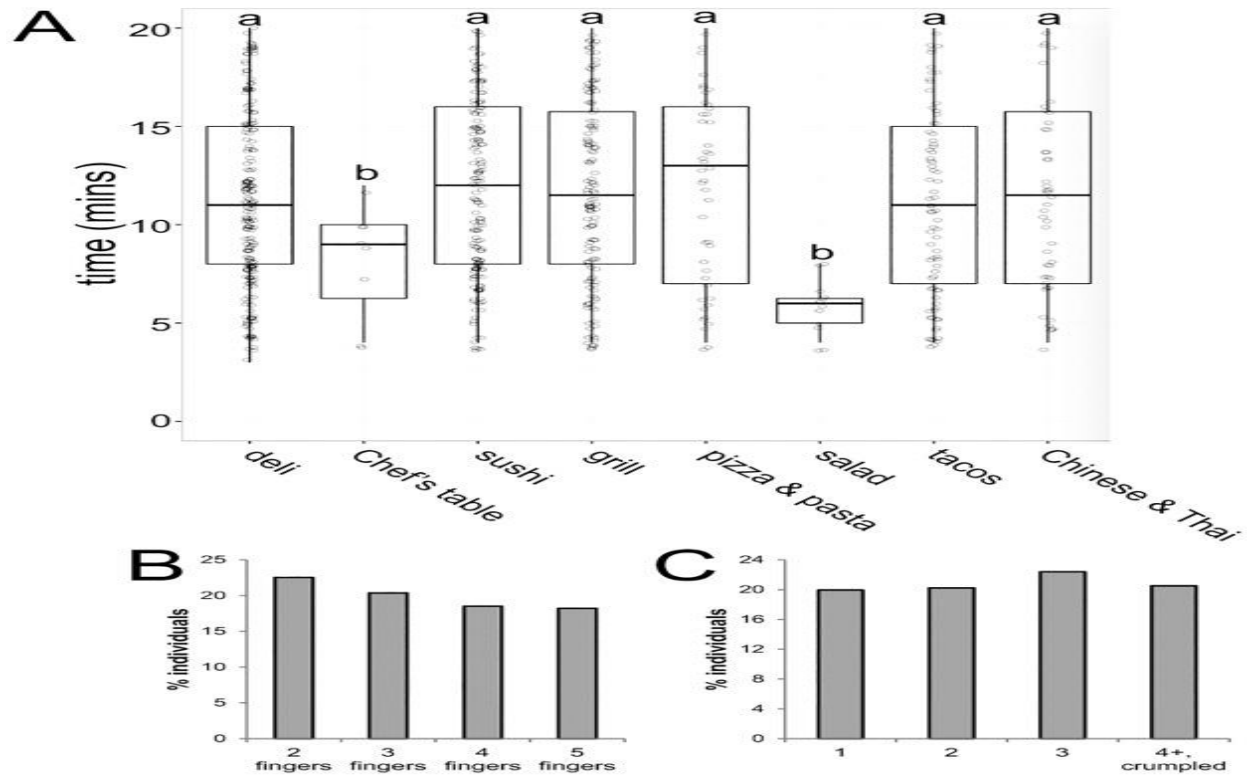 A
a a a a a a
b
b
20
15
10
5
0
time (mins)
deli
Chef's table
sushi
grill
pizza & pasta
salad
tacos
Chinese & Thai
B
% individuals
25
20
15
10
5
0
2 fingers
3 fingers
4 fingers
5 fingers
C
% individuals
24
20
16
12
8
4
0
1
2
3
4+, crumpled